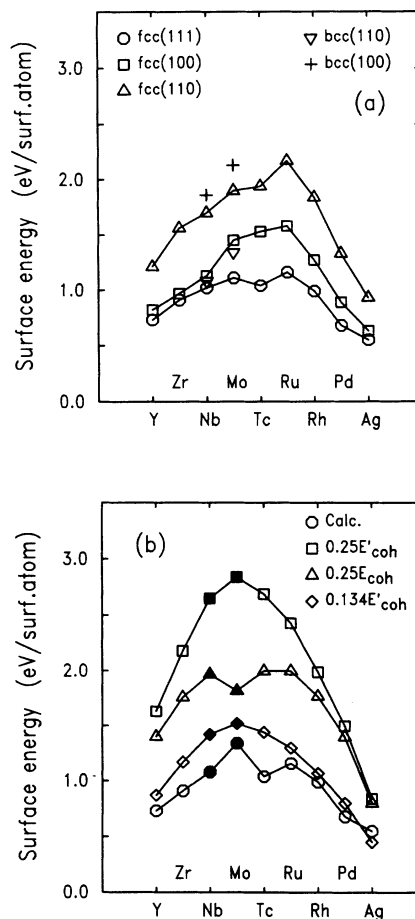 fcc(111)
fcc(100)
fcc(110)
bcc(110)
bcc(100)
(a)
Surface energy (eV/surf.atom)
3.0
2.0
1.0
0.0
Zr Mo Ru Pd
Y Nb Tc Rh Ag
(b)
Calc.
0.25E'coh
0.25Ecoh
0.134E'coh
Surface energy (eV/surf.atom)
3.0
2.0
1.0
0.0
Zr Mo Ru Pd
Y Nb Tc Rh Ag